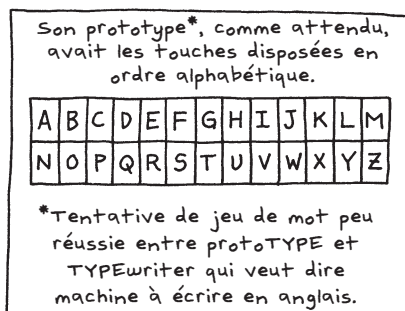 Son prototype*, comme attendu,
avait les touches disposées en
ordre alphabétique.
A B C D E F G H I J K L M
N O P Q R S T U V W X Y Z
*Tentative de jeu de mot peu
réussie entre protoTYPE et
TYPEwriter qui veut dire
machine à écrire en anglais.